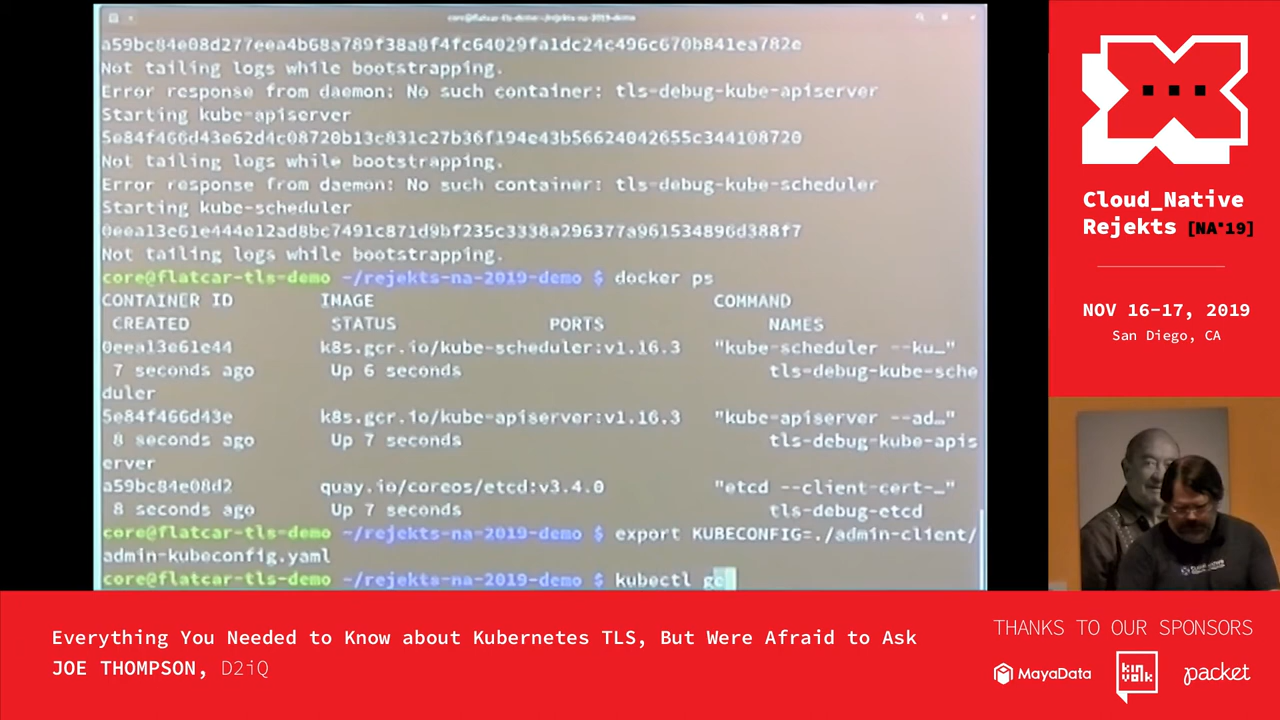 a59bc84e08d277eea4b68a789f38a8f4fc64029fa1dc24c496c670b841ea782e
Not tailing logs while bootstrapping.
Error response from daemon: No such container: tls-debug-kube-apiserver
Starting kube-apiserver
5e84f466d43e62d4c08720b13c831c27b36f194e43b56624042655c344108720
Not tailing logs while bootstrapping.
Error response from daemon: No such container: tls-debug-kube-scheduler
Starting kube-scheduler
0eea13e61e444e12ad8bc7491c871d9bf235c3338a296377a961534896d388f7
Not tailing logs while bootstrapping.
core@flatcar-tls-demo ~/rejekts-na-2019-demo $ docker ps
CONTAINER ID IMAGE COMMAND
CREATED STATUS PORTS NAMES
0eea13e61e44 k8s.gcr.io/kube-scheduler:v1.16.3 "kube-scheduler --ku…"
7 seconds ago Up 6 seconds tls-debug-kube-sche
duler
5e84f466d43e k8s.gcr.io/kube-apiserver:v1.16.3 "kube-apiserver --ad…"
8 seconds ago Up 7 seconds tls-debug-kube-apis
erver
a59bc84e08d2 quay.io/coreos/etcd:v3.4.0 "etcd --client-cert-…"
8 seconds ago Up 7 seconds tls-debug-etcd
core@flatcar-tls-demo ~/rejekts-na-2019-demo $ export KUBECONFIG=./admin-client/
admin-kubeconfig.yaml
core@flatcar-tls-demo ~/rejekts-na-2019-demo $ kubectl ge
Cloud_Native
Rejekts [NA'19]
NOV 16-17, 2019
San Diego, CA
Everything You Needed to Know about Kubernetes TLS, But Were Afraid to Ask
JOE THOMPSON, D2iQ
THANKS TO OUR SPONSORS
MayaData
kinvolk
packet